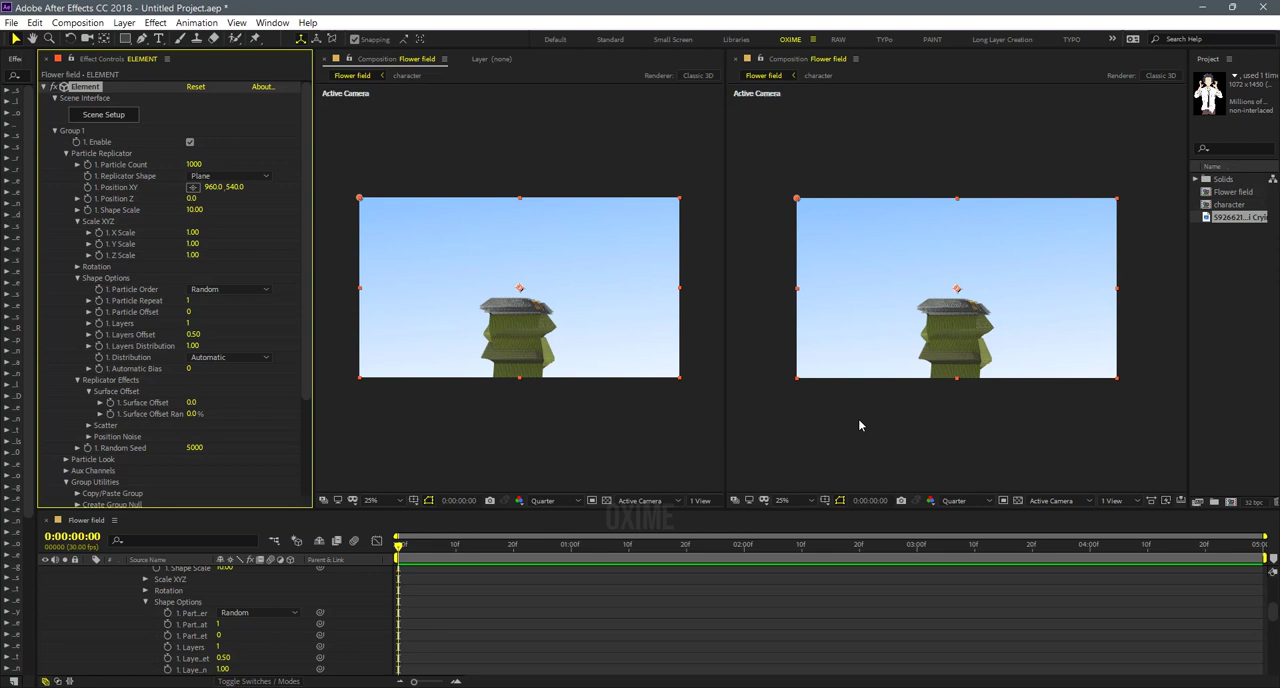 Adobe After Effects CC 2018 - Untitled Project.aep *
File Edit Composition Layer Effect Animation View Window Help
Snapping Default Standard Small Screen Libraries OXIME RAW TYPo PAINT Long Layer Creation TYPO Search Help
Effe Effect Controls ELEMENT Composition Flower field Layer (none) Composition Flower field Project
Flower field - ELEMENT Flower field character Renderer: Classic 3D Flower field character Renderer: Classic 3D , used 1 time
1072 x 1450 (...
Element Reset About... Active Camera Active Camera
Scene Interface Millions of ...
non-interlaced
Scene Setup
Group 1
1. Enable
Particle Replicator
1. Particle Count 1000 Name
1. Replicator Shape Plane Solids
1. Position XY 960.0 ,540.0 Flower field
1. Position Z 0.0 character
1. Shape Scale 10.00 5926621...i Cryi
Scale XYZ
1. X Scale 1.00
1. Y Scale 1.00
1. Z Scale 1.00
Rotation
Shape Options
1. Particle Order Random
1. Particle Repeat 1
1. Particle Offset 0
1. Layers 1
1. Layers Offset 0.50
1. Layers Distribution 1.00
1. Distribution Automatic
1. Automatic Bias 0
Replicator Effects
Surface Offset
1. Surface Offset 0.0
1. Surface Offset Ran 0.0 %
Scatter
Position Noise
1. Random Seed 5000
Particle Look
Aux Channels
Group Utilities
Copy/Paste Group
Create Group Null
25% 0:00:00:00 Quarter Active Camera 1 View 25% 0:00:00:00 Quarter Active Camera 1 View 32 bpc
OXIME
Flower field
0:00:00:00
00000 (30.00 fps)
10f 20f 01:00f 10f 20f 02:00f 10f 20f 03:00f 10f 20f 04:00f 10f 20f
Source Name Parent & Link
Shape Scale 10.00
Scale XYZ
Rotation
Shape Options
1. Part...er Random
1. Part...at 1
1. Part...et 0
1. Layers 1
1. Laye...et 0.50
1. Laye...n 1.00
Toggle Switches / Modes